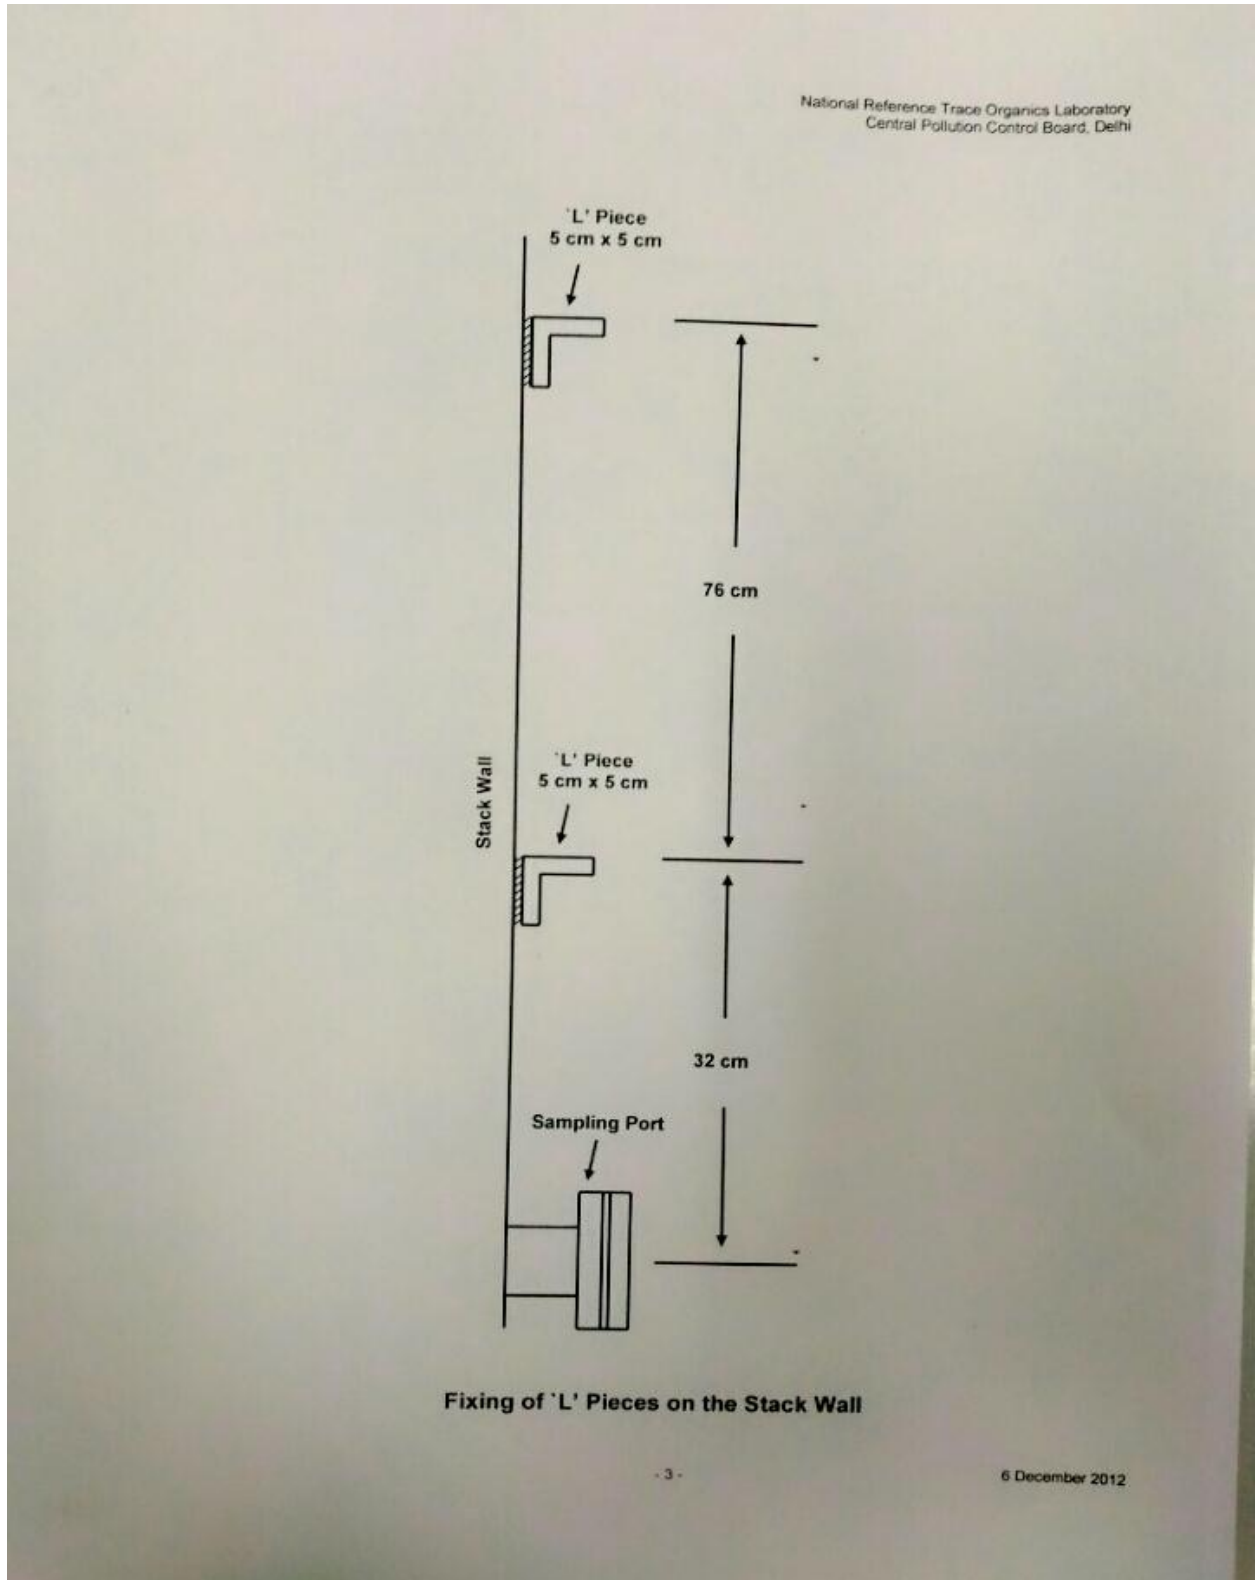 National Reference Trace Organics Laboratory
Central Pollution Control Board, Delhi
`L' Piece
5 cm x 5 cm
76 cm
Stack Wall
`L' Piece
5 cm x 5 cm
32 cm
Sampling Port
Fixing of `L' Pieces on the Stack Wall
- 3 -
6 December 2012